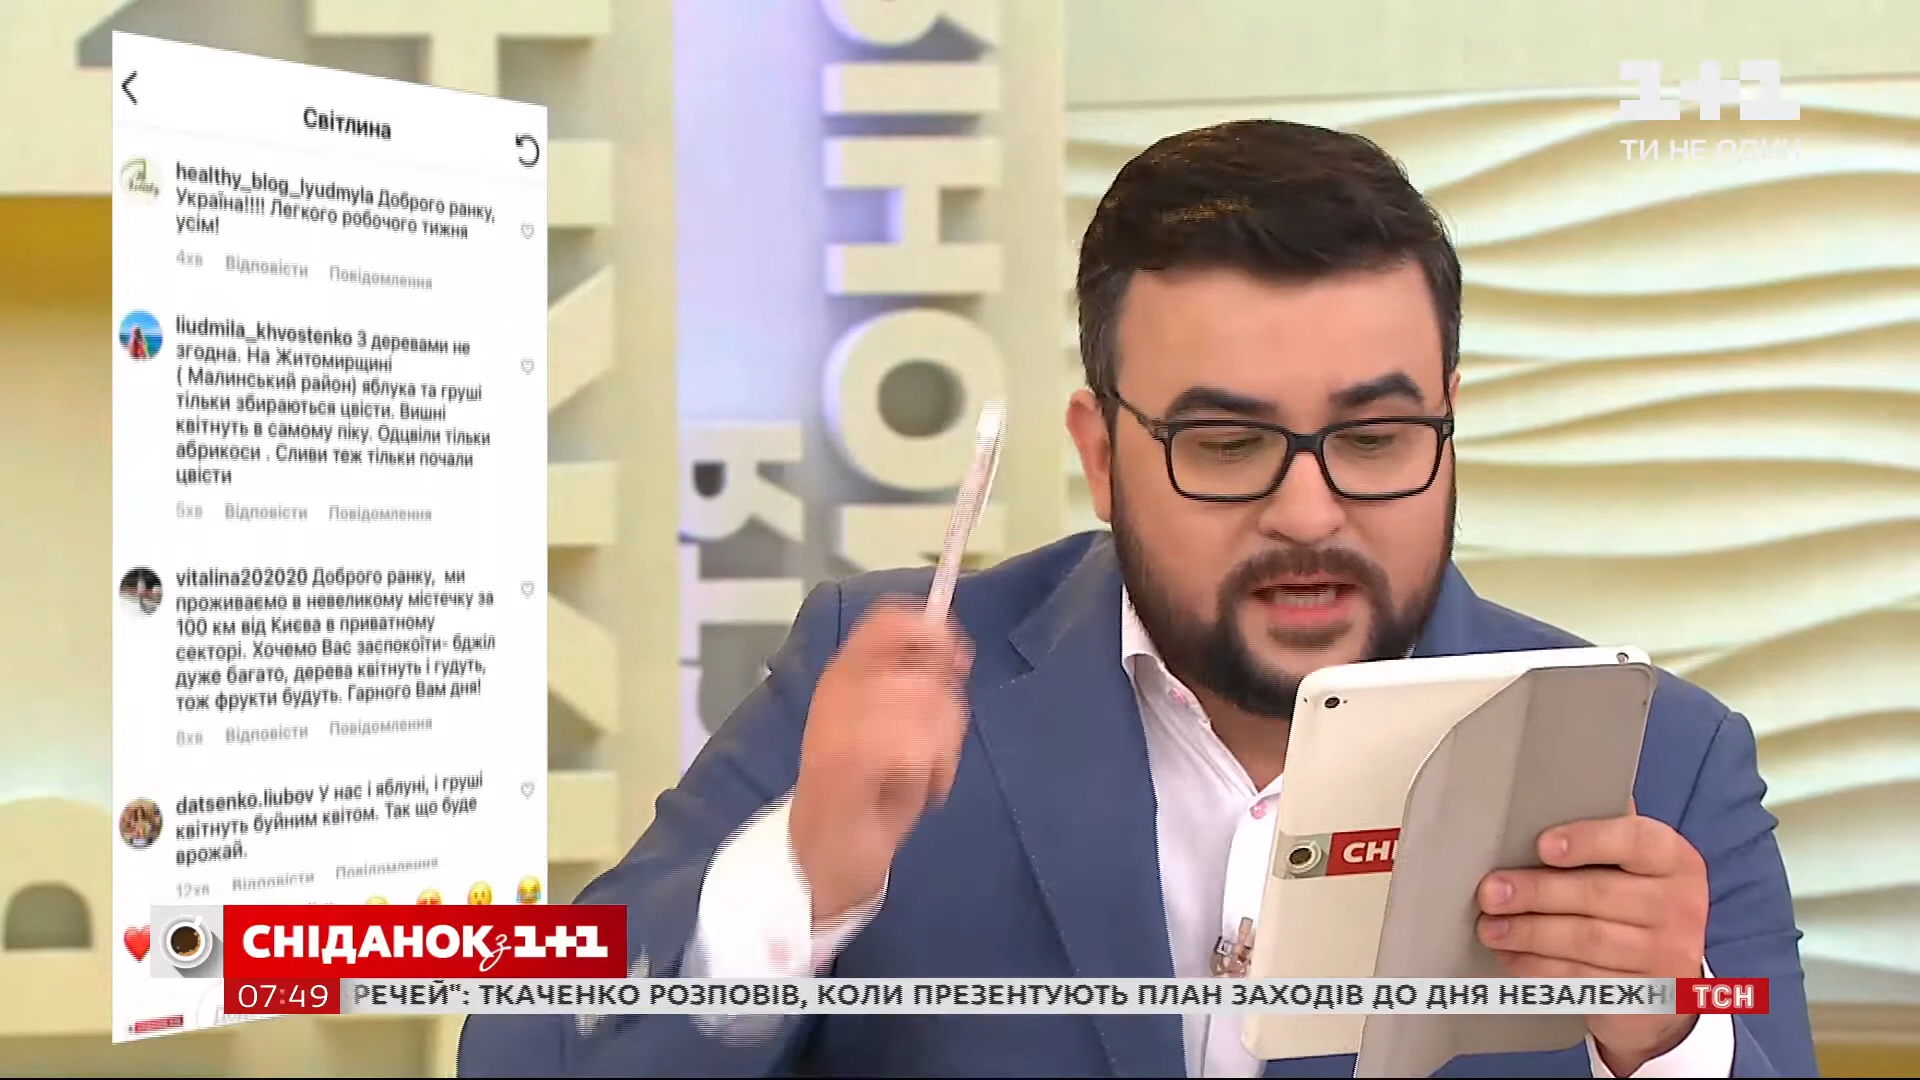 Світлина
healthy_blog_lyudmyla Доброго ранку,
Україна!!!! Легкого робочого тижня
усім!
4хв Відповісти Повідомлення
liudmila_khvostenko З деревами не
згодна. На Житомирщині
( Малинський район) яблука та груші
тільки збираються цвісти. Вишні
квітнуть в самому піку. Одцвіли тільки
абрикоси . Сливи теж тільки почали
цвісти
5хв Відповісти Повідомлення
vitalina202020 Доброго ранку, ми
проживаємо в невеликому містечку за
100 км від Києва в приватному
секторі. Хочемо Вас заспокоїти- бджіл
дуже багато, дерева квітнуть і гудуть,
тож фрукти будуть. Гарного Вам дня!
8хв Відповісти Повідомлення
datsenko.liubov У нас і яблуні, і груші
квітнуть буйним квітом. Так що буде
врожай.
12хв Відповісти Повідомлення
1+1
ТИ НЕ ОДИН
СНІ
СНІДАНОК з 1+1
07:49 РЕЧЕЙ": ТКАЧЕНКО РОЗПОВІВ, КОЛИ ПРЕЗЕНТУЮТЬ ПЛАН ЗАХОДІВ ДО ДНЯ НЕЗАЛЕЖН ТСН